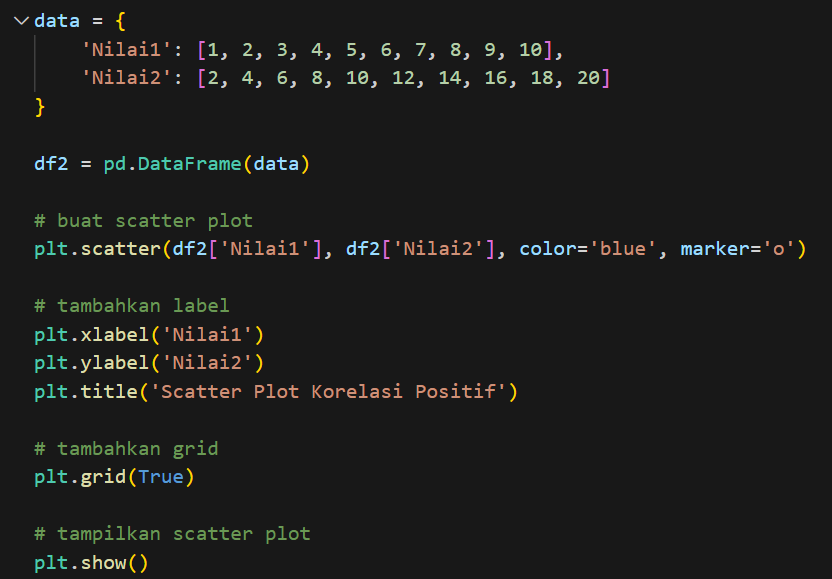 data = {
    'Nilai1': [1, 2, 3, 4, 5, 6, 7, 8, 9, 10],
    'Nilai2': [2, 4, 6, 8, 10, 12, 14, 16, 18, 20]
}
df2 = pd.DataFrame(data)
# buat scatter plot
plt.scatter(df2['Nilai1'], df2['Nilai2'], color='blue', marker='o')
# tambahkan label
plt.xlabel('Nilai1')
plt.ylabel('Nilai2')
plt.title('Scatter Plot Korelasi Positif')
# tambahkan grid
plt.grid(True)
# tampilkan scatter plot
plt.show()